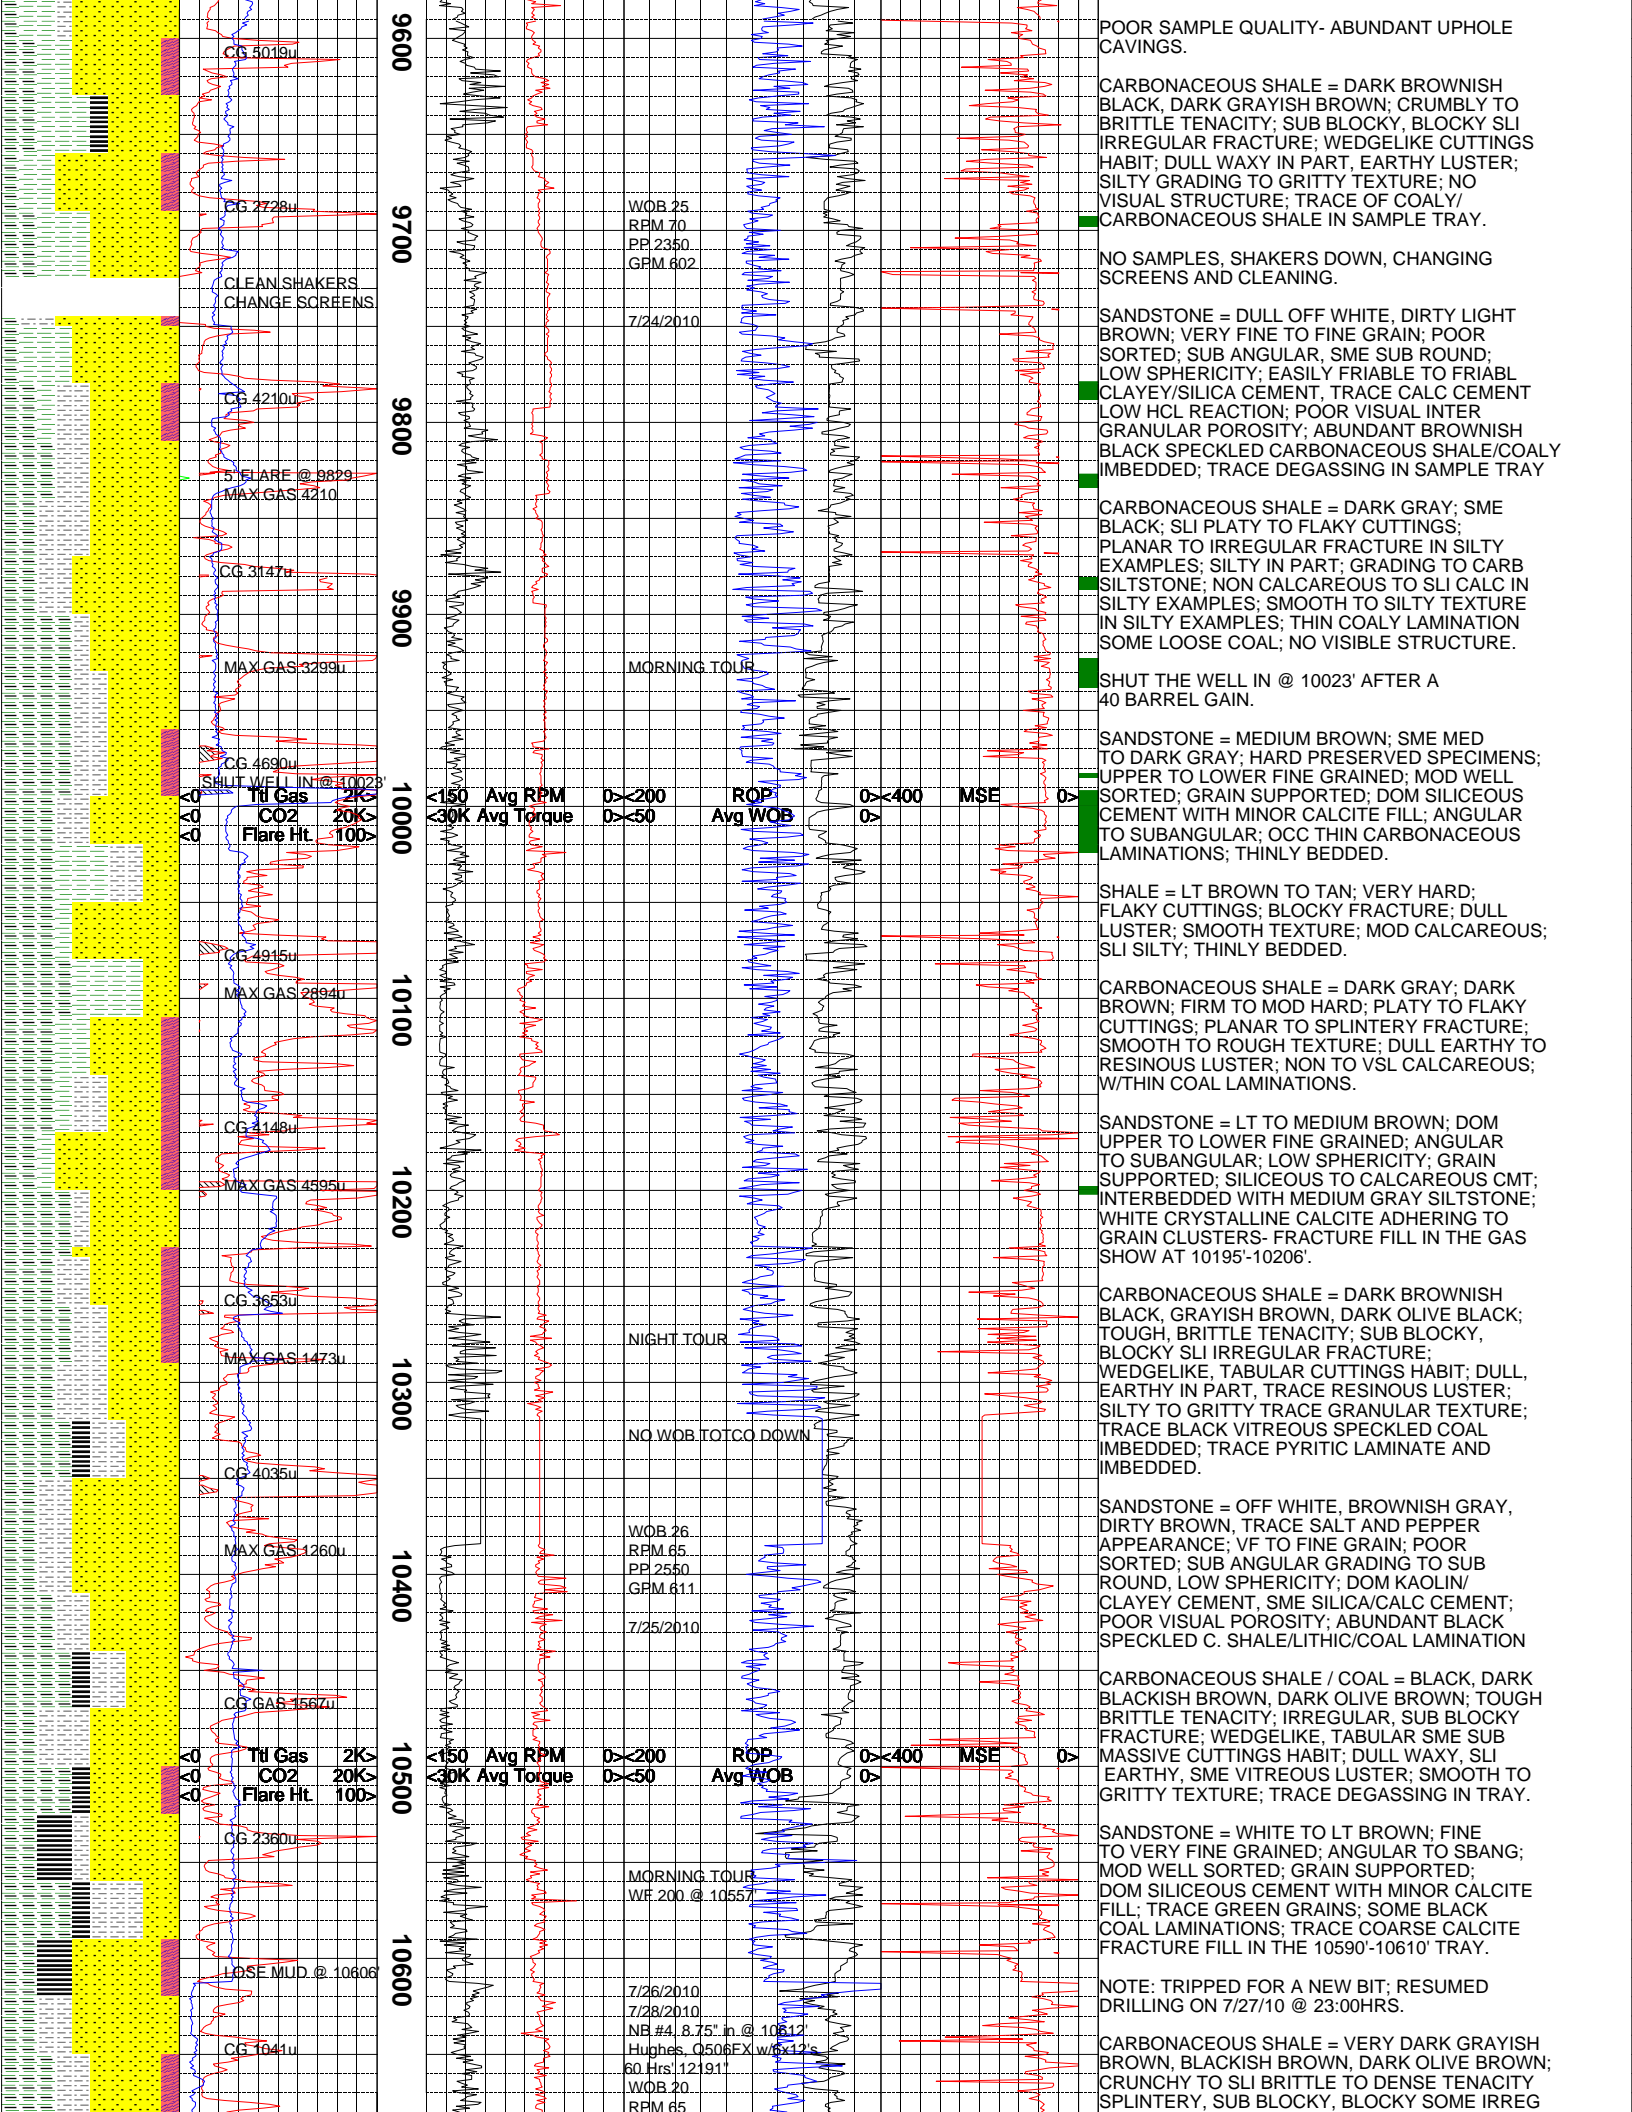 CG 5019u
CG 2728u
CLEAN SHAKERS
CHANGE SCREENS
CG 4210u
5' FLARE @ 9829
MAX GAS 4210
CG 3147u
MAX GAS 3299u
CG 4690u
SHUT WELL IN @ 10023'
<0 Ttl Gas 2K>
<0 CO2 20K>
<0 Flare Ht. 100>
CG 4915u
MAX GAS 2894u
CG 4148u
MAX GAS 4595u
CG 3653u
MAX GAS 1473u
CG 4035u
MAX GAS 1260u
CG GAS 1567u
<0 Ttl Gas 2K>
<0 CO2 20K>
<0 Flare Ht. 100>
CG 2360u
LOSE MUD @ 10606'
CG 1041u
9600
9700
9800
9900
10000
10100
10200
10300
10400
10500
10600
<150 Avg RPM 0>
<30K Avg Torque 0>
<150 Avg RPM 0>
<30K Avg Torque 0>
WOB 25
RPM 70
PP 2350
GPM 602
7/24/2010
MORNING TOUR
<200 ROP 0>
<50 Avg WOB 0>
NIGHT TOUR
NO WOB TOTCO DOWN
WOB 26
RPM 65
PP 2550
GPM 611
7/25/2010
<200 ROP 0>
<50 Avg WOB 0>
MORNING TOUR
WF 200 @ 10557'
7/26/2010
7/28/2010
NB #4, 8.75" in @ 10612'
Hughes, Q506FX w/6x12's
60 Hrs' 12191"
WOB 20
RPM 65
<400 MSE 0>
<400 MSE 0>
POOR SAMPLE QUALITY- ABUNDANT UPHOLE
CAVINGS.
CARBONACEOUS SHALE = DARK BROWNISH
BLACK, DARK GRAYISH BROWN; CRUMBLY TO
BRITTLE TENACITY; SUB BLOCKY, BLOCKY SLI
IRREGULAR FRACTURE; WEDGELIKE CUTTINGS
HABIT; DULL WAXY IN PART, EARTHY LUSTER;
SILTY GRADING TO GRITTY TEXTURE; NO
VISUAL STRUCTURE; TRACE OF COALY/
CARBONACEOUS SHALE IN SAMPLE TRAY.
NO SAMPLES, SHAKERS DOWN, CHANGING
SCREENS AND CLEANING.
SANDSTONE = DULL OFF WHITE, DIRTY LIGHT
BROWN; VERY FINE TO FINE GRAIN; POOR
SORTED; SUB ANGULAR, SME SUB ROUND;
LOW SPHERICITY; EASILY FRIABLE TO FRIABL
CLAYEY/SILICA CEMENT, TRACE CALC CEMENT
LOW HCL REACTION; POOR VISUAL INTER
GRANULAR POROSITY; ABUNDANT BROWNISH
BLACK SPECKLED CARBONACEOUS SHALE/COALY
IMBEDDED; TRACE DEGASSING IN SAMPLE TRAY
CARBONACEOUS SHALE = DARK GRAY; SME
BLACK; SLI PLATY TO FLAKY CUTTINGS;
PLANAR TO IRREGULAR FRACTURE IN SILTY
EXAMPLES; SILTY IN PART; GRADING TO CARB
SILTSTONE; NON CALCAREOUS TO SLI CALC IN
SILTY EXAMPLES; SMOOTH TO SILTY TEXTURE
IN SILTY EXAMPLES; THIN COALY LAMINATION
SOME LOOSE COAL; NO VISIBLE STRUCTURE.
SHUT THE WELL IN @ 10023' AFTER A
40 BARREL GAIN.
SANDSTONE = MEDIUM BROWN; SME MED
TO DARK GRAY; HARD PRESERVED SPECIMENS;
UPPER TO LOWER FINE GRAINED; MOD WELL
SORTED; GRAIN SUPPORTED; DOM SILICEOUS
CEMENT WITH MINOR CALCITE FILL; ANGULAR
TO SUBANGULAR; OCC THIN CARBONACEOUS
LAMINATIONS; THINLY BEDDED.
SHALE = LT BROWN TO TAN; VERY HARD;
FLAKY CUTTINGS; BLOCKY FRACTURE; DULL
LUSTER; SMOOTH TEXTURE; MOD CALCAREOUS;
SLI SILTY; THINLY BEDDED.
CARBONACEOUS SHALE = DARK GRAY; DARK
BROWN; FIRM TO MOD HARD; PLATY TO FLAKY
CUTTINGS; PLANAR TO SPLINTERY FRACTURE;
SMOOTH TO ROUGH TEXTURE; DULL EARTHY TO
RESINOUS LUSTER; NON TO VSL CALCAREOUS;
W/THIN COAL LAMINATIONS.
SANDSTONE = LT TO MEDIUM BROWN; DOM
UPPER TO LOWER FINE GRAINED; ANGULAR
TO SUBANGULAR; LOW SPHERICITY; GRAIN
SUPPORTED; SILICEOUS TO CALCAREOUS CMT;
INTERBEDDED WITH MEDIUM GRAY SILTSTONE;
WHITE CRYSTALLINE CALCITE ADHERING TO
GRAIN CLUSTERS- FRACTURE FILL IN THE GAS
SHOW AT 10195'-10206'.
CARBONACEOUS SHALE = DARK BROWNISH
BLACK, GRAYISH BROWN, DARK OLIVE BLACK;
TOUGH, BRITTLE TENACITY; SUB BLOCKY,
BLOCKY SLI IRREGULAR FRACTURE;
WEDGELIKE, TABULAR CUTTINGS HABIT; DULL,
EARTHY IN PART, TRACE RESINOUS LUSTER;
SILTY TO GRITTY TRACE GRANULAR TEXTURE;
TRACE BLACK VITREOUS SPECKLED COAL
IMBEDDED; TRACE PYRITIC LAMINATE AND
IMBEDDED.
SANDSTONE = OFF WHITE, BROWNISH GRAY,
DIRTY BROWN, TRACE SALT AND PEPPER
APPEARANCE; VF TO FINE GRAIN; POOR
SORTED; SUB ANGULAR GRADING TO SUB
ROUND, LOW SPHERICITY; DOM KAOLIN/
CLAYEY CEMENT, SME SILICA/CALC CEMENT;
POOR VISUAL POROSITY; ABUNDANT BLACK
SPECKLED C. SHALE/LITHIC/COAL LAMINATION
CARBONACEOUS SHALE / COAL = BLACK, DARK
BLACKISH BROWN, DARK OLIVE BROWN; TOUGH
BRITTLE TENACITY; IRREGULAR, SUB BLOCKY
FRACTURE; WEDGELIKE, TABULAR SME SUB
MASSIVE CUTTINGS HABIT; DULL WAXY, SLI
EARTHY, SME VITREOUS LUSTER; SMOOTH TO
GRITTY TEXTURE; TRACE DEGASSING IN TRAY.
SANDSTONE = WHITE TO LT BROWN; FINE
TO VERY FINE GRAINED; ANGULAR TO SBANG;
MOD WELL SORTED; GRAIN SUPPORTED;
DOM SILICEOUS CEMENT WITH MINOR CALCITE
FILL; TRACE GREEN GRAINS; SOME BLACK
COAL LAMINATIONS; TRACE COARSE CALCITE
FRACTURE FILL IN THE 10590'-10610' TRAY.
NOTE: TRIPPED FOR A NEW BIT; RESUMED
DRILLING ON 7/27/10 @ 23:00HRS.
CARBONACEOUS SHALE = VERY DARK GRAYISH
BROWN, BLACKISH BROWN, DARK OLIVE BROWN;
CRUNCHY TO SLI BRITTLE TO DENSE TENACITY
SPLINTERY, SUB BLOCKY, BLOCKY SOME IRREG